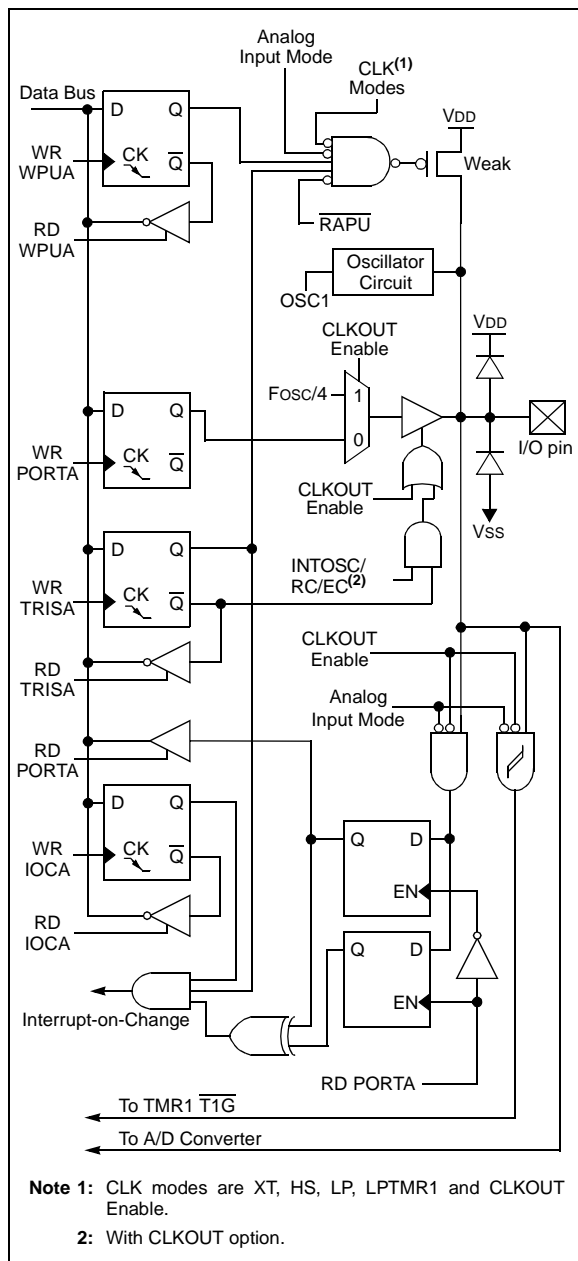 Analog
Input Mode
CLK(1)
Modes
Data Bus
D Q
VDD
WR
WPUA
CK Q
Weak
RD
WPUA
RAPU
Oscillator
Circuit
OSC1
CLKOUT
Enable
VDD
FOSC/4
1
D Q
0
WR
PORTA
CK Q
I/O pin
CLKOUT
Enable
VSS
D Q
WR
TRISA
CK Q
INTOSC/
RC/EC(2)
RD
TRISA
CLKOUT
Enable
Analog
Input Mode
RD
PORTA
D Q
Q D
WR
IOCA
CK Q
EN
RD
IOCA
Q D
Interrupt-on-Change
EN
RD PORTA
To TMR1 T1G
To A/D Converter
Note 1: CLK modes are XT, HS, LP, LPTMR1 and CLKOUT
Enable.
2: With CLKOUT option.